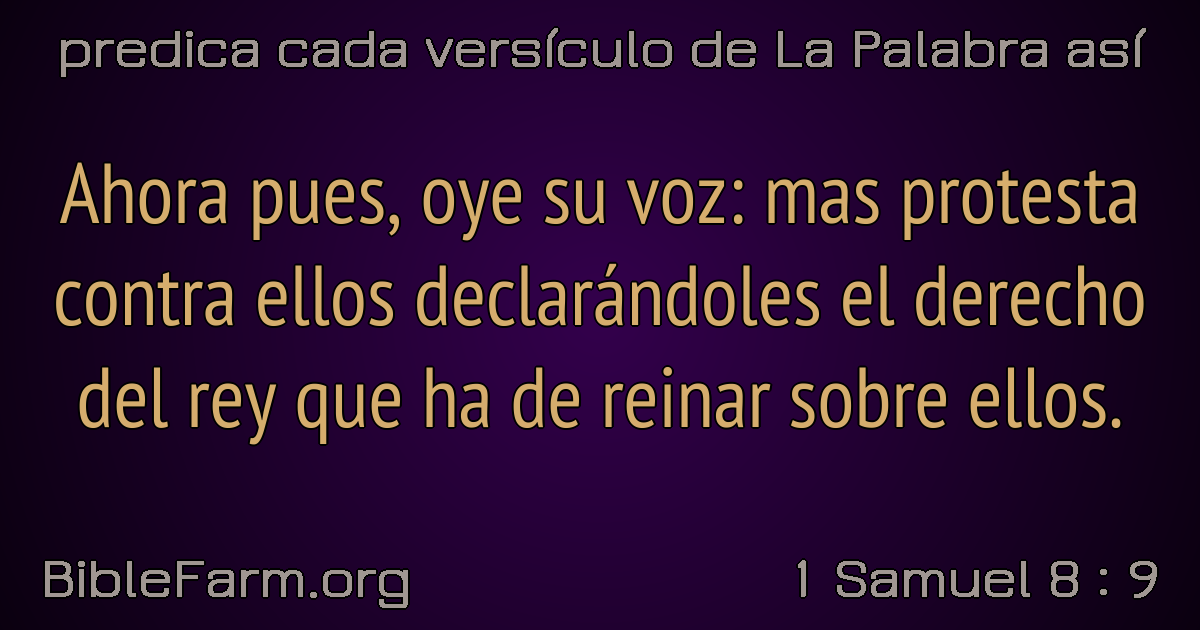 predica cada versículo de La Palabra así
Ahora pues, oye su voz: mas protesta
contra ellos declarándoles el derecho
del rey que ha de reinar sobre ellos.
BibleFarm.org
1 Samuel 8 : 9